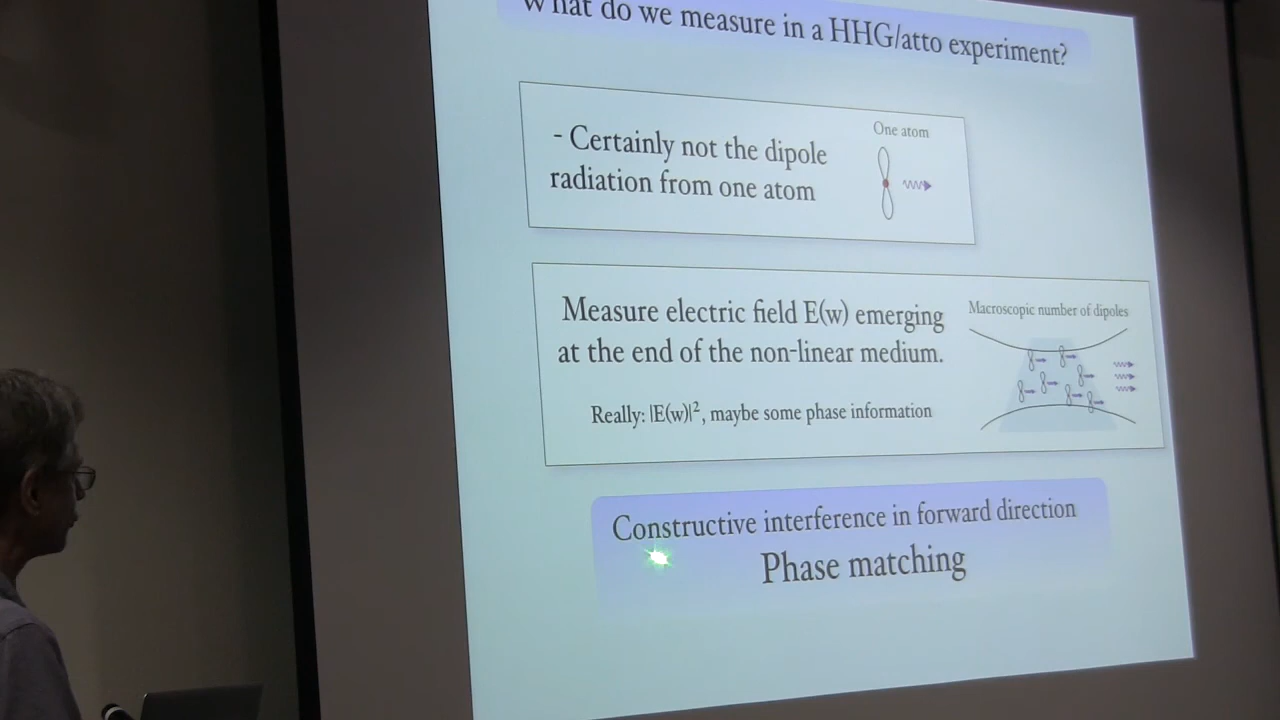 What do we measure in a HHG/atto experiment?
- Certainly not the dipole
radiation from one atom
One atom
Measure electric field E(w) emerging
at the end of the non-linear medium.
Really: |E(w)|², maybe some phase information
Macroscopic number of dipoles
Constructive interference in forward direction
Phase matching